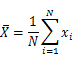 X̄ = 1/N ∑_{i=1}^{N} x_i